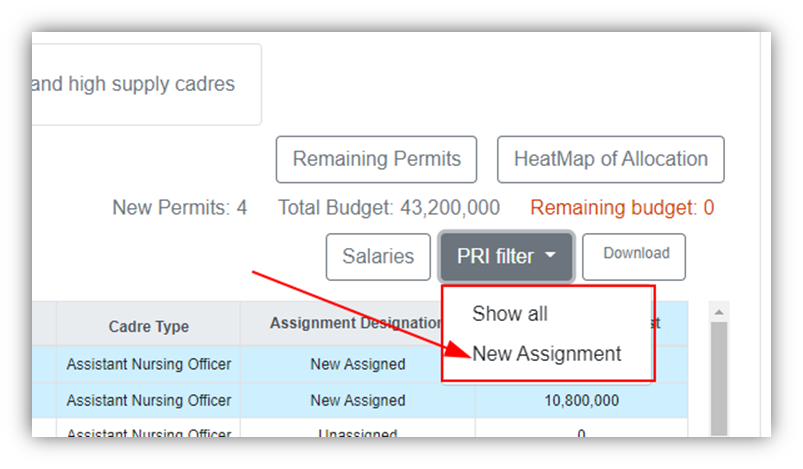 and high supply cadres
Remaining Permits HeatMap of Allocation
New Permits: 4 Total Budget: 43,200,000 Remaining budget: 0
Salaries PRI filter Download
Show all
New Assignment
Cadre Type Assignment Designation
Assistant Nursing Officer New Assigned
Assistant Nursing Officer New Assigned 10,800,000
Assistant Nursing Officer Unassigned 0